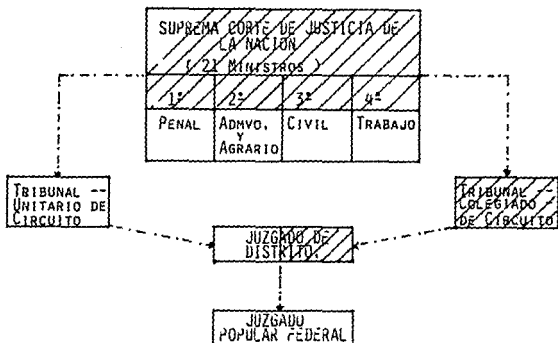 SUPREMA CORTE DE JUSTICIA DE
LA NACIÓN
( 21 MINISTROS )
1ª 2ª 3ª 4ª
PENAL ADMVO. CIVIL TRABAJO
Y
AGRARIO
TRIBUNAL --
UNITARIO DE
CIRCUITO
TRIBUNAL --
COLEGIADO -
DE CIRCUITO
JUZGADO DE
DISTRITO.
JUZGADO
POPULAR FEDERAL